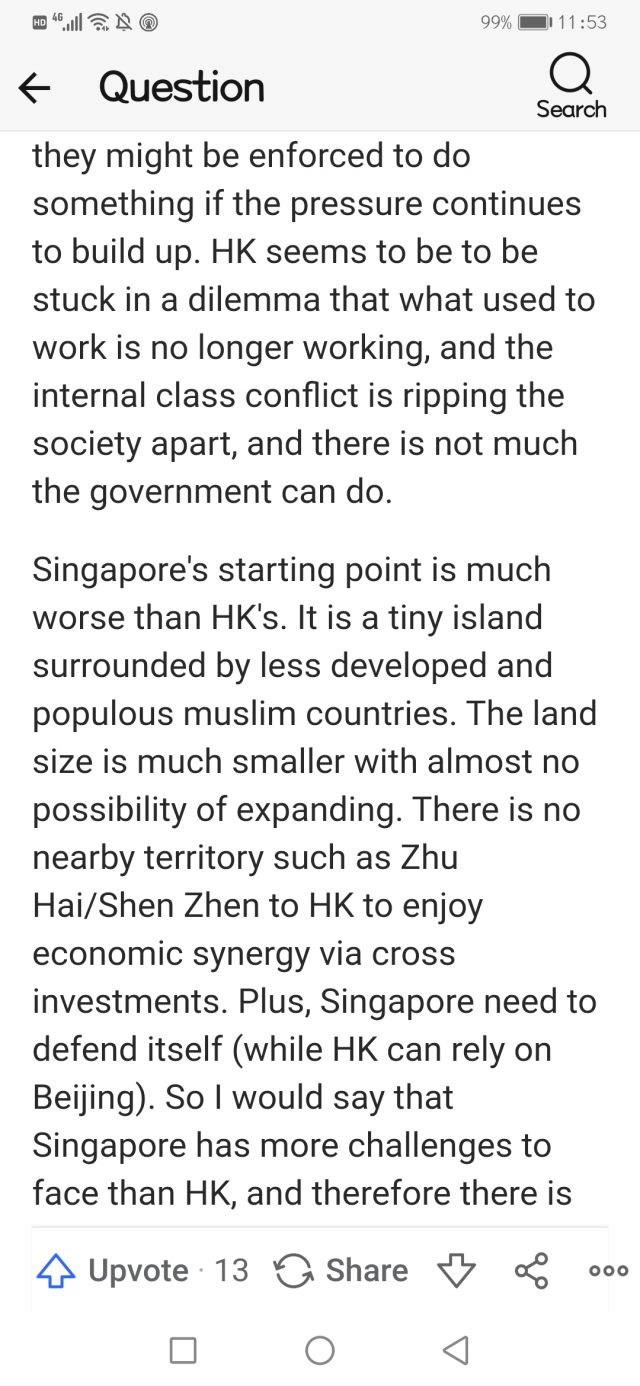 HD 4G 99% 11:53
Question
Search
they might be enforced to do
something if the pressure continues
to build up. HK seems to be to be
stuck in a dilemma that what used to
work is no longer working, and the
internal class conflict is ripping the
society apart, and there is not much
the government can do.
Singapore's starting point is much
worse than HK's. It is a tiny island
surrounded by less developed and
populous muslim countries. The land
size is much smaller with almost no
possibility of expanding. There is no
nearby territory such as Zhu
Hai/Shen Zhen to HK to enjoy
economic synergy via cross
investments. Plus, Singapore need to
defend itself (while HK can rely on
Beijing). So I would say that
Singapore has more challenges to
face than HK, and therefore there is
Upvote · 13 Share